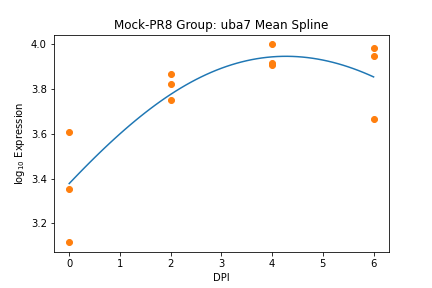 Mock-PR8 Group: uba7 Mean Spline
4.0
3.8
3.6
3.4
3.2
log₁₀ Expression
0 1 2 3 4 5 6
DPI